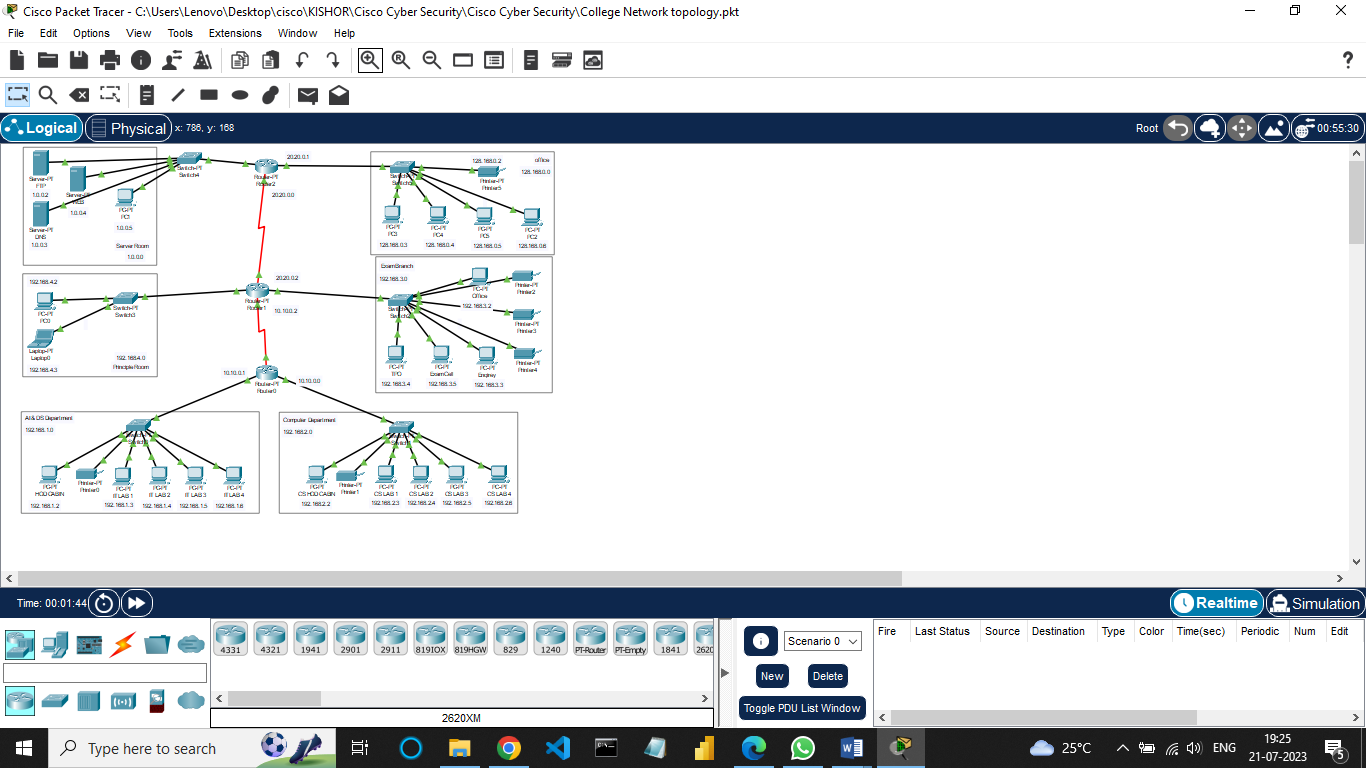 Cisco Packet Tracer - C:\Users\Lenovo\Desktop\cisco\KISHOR\Cisco Cyber Security\Cisco Cyber Security\College Network topology.pkt
File Edit Options View Tools Extensions Window Help
Logical Physical x: 786, y: 168 Root 00:55:30
Server-PT
FTP
1.0.0.2
1.0.0.4
Server-PT
DNS
1.0.0.3
PC-PT
PC1
1.0.0.5
Server Room
1.0.0.0
Switch-PT
Switch4
20.20.0.1
Router-PT
Router2
20.20.0.0
128.168.0.2
office
128.168.0.0
Printer-PT
Printer5
PC-PT
PC3
128.168.0.3
PC-PT
PC4
128.168.0.4
PC-PT
PC5
128.168.0.5
PC-PT
PC2
128.168.0.6
192.168.4.2
PC-PT
PC0
Switch-PT
Switch3
Laptop-PT
Laptop0
192.168.4.3
192.168.4.0
Principle Room
20.20.0.2
Router-PT
Router1
10.10.0.2
Exam Branch
192.168.3.0
PC-PT
Office
192.168.3.2
Printer-PT
Printer2
Printer-PT
Printer3
Printer-PT
Printer4
PC-PT
TPO
192.168.3.4
PC-PT
ExamCell
192.168.3.5
PC-PT
Enqirey
192.168.3.3
10.10.0.1
Router-PT
Router0
10.10.0.0
AI & DS Department
192.168.1.0
PC-PT
HOD CABIN
192.168.1.2
Printer-PT
Printer0
PC-PT
IT LAB 1
192.168.1.3
PC-PT
IT LAB 2
192.168.1.4
PC-PT
IT LAB 3
192.168.1.5
PC-PT
IT LAB 4
192.168.1.6
Computer Department
192.168.2.0
PC-PT
CS HOD CABIN
192.168.2.2
Printer-PT
Printer1
PC-PT
CS LAB 1
192.168.2.3
PC-PT
CS LAB 2
192.168.2.4
PC-PT
CS LAB 3
192.168.2.5
PC-PT
CS LAB 4
192.168.2.6
Time: 00:01:44 Realtime Simulation
4331 4321 1941 2901 2911 819IOX 819HGW 829 1240 PT-Router PT-Empty 1841 2620
2620XM
Scenario 0
New Delete
Toggle PDU List Window
Fire Last Status Source Destination Type Color Time(sec) Periodic Num Edit
Type here to search
25°C ENG 19:25
21-07-2023
5